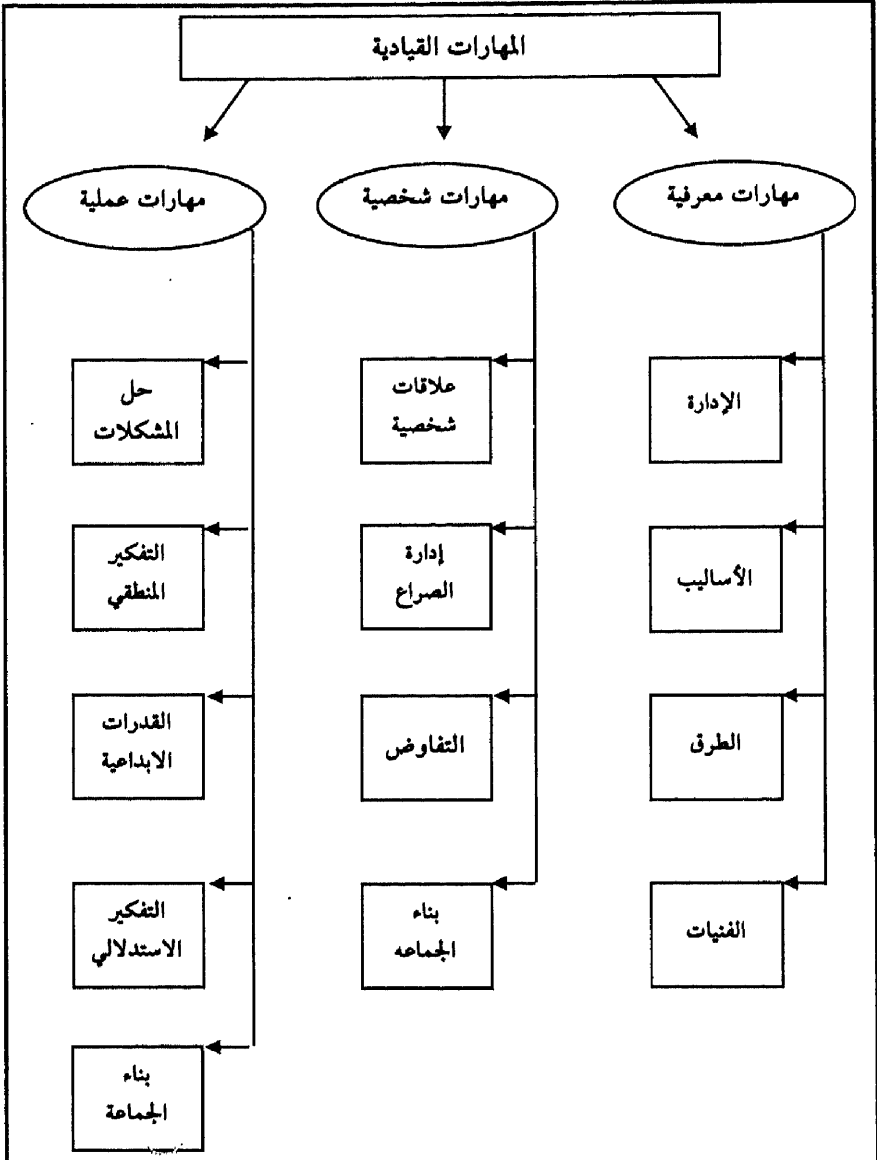 المهارات القيادية
مهارات معرفية
مهارات شخصية
مهارات عملية
الإدارة
الأساليب
الطرق
الفنيات
علاقات
شخصية
إدارة
الصراع
التفاوض
بناء
الجماعه
حل
المشكلات
التفكير
المنطقي
القدرات
الابداعية
التفكير
الاستدلالي
بناء
الجماعة